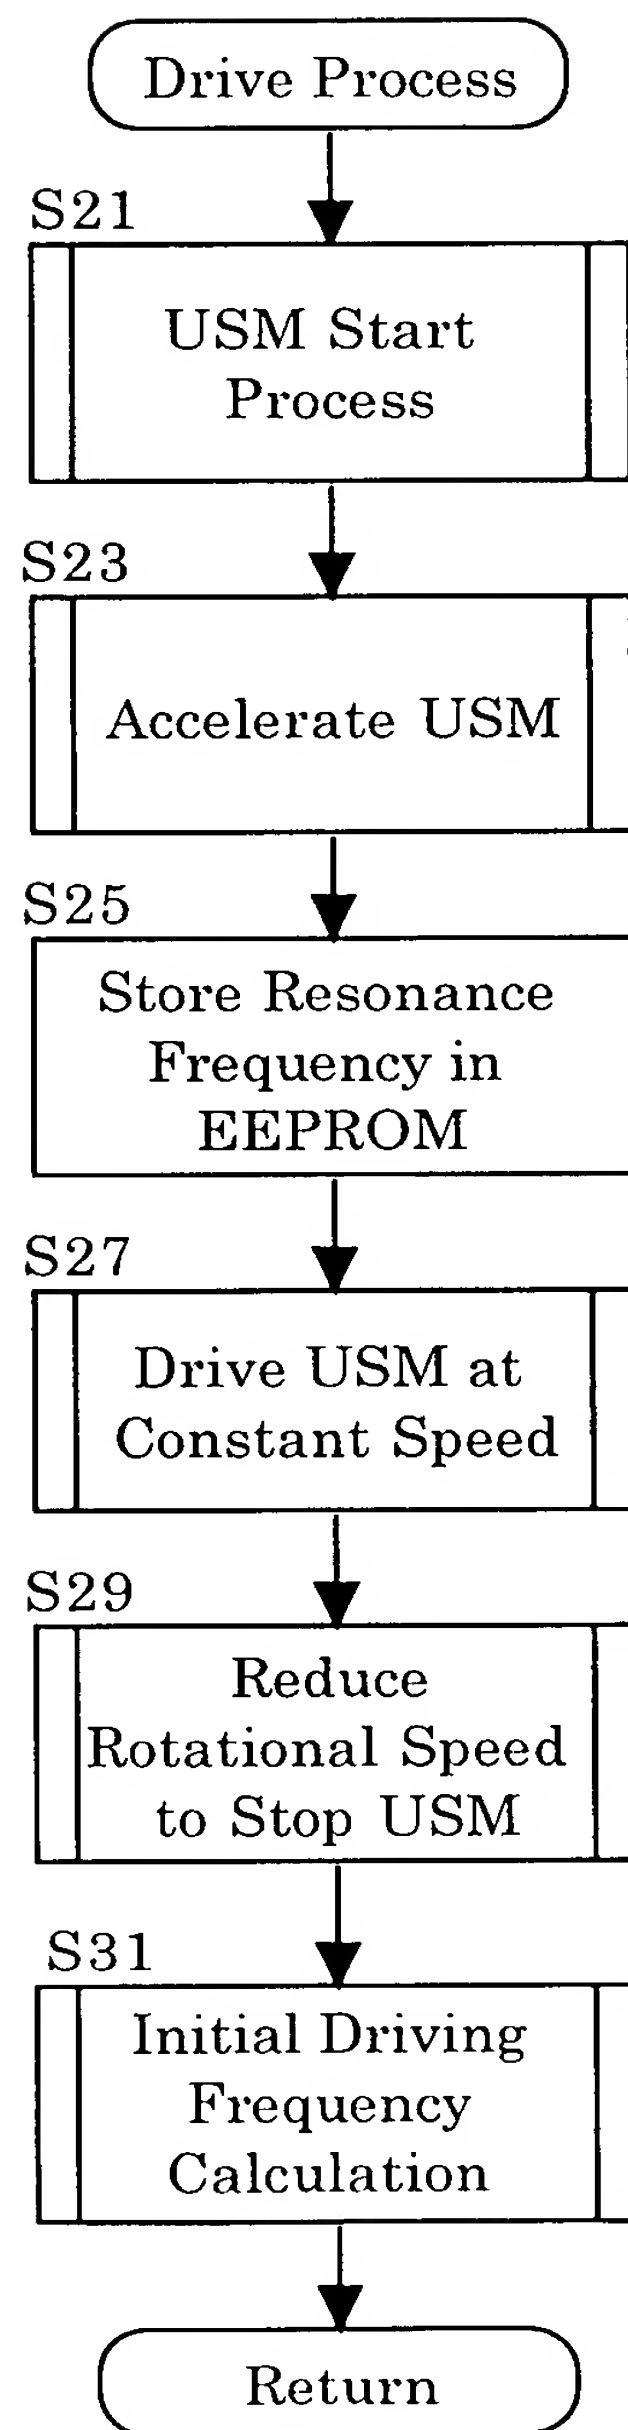 Drive Process
S21
USM Start
Process
S23
Accelerate USM
S25
Store Resonance
Frequency in
EEPROM
S27
Drive USM at
Constant Speed
S29
Reduce
Rotational Speed
to Stop USM
S31
Initial Driving
Frequency
Calculation
Return